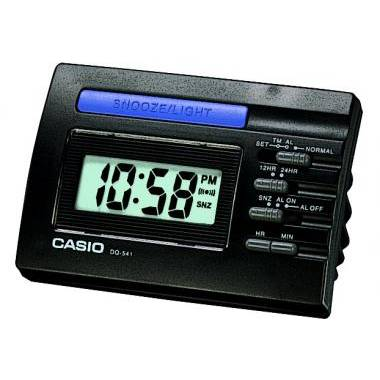 SNOOZE/LIGHT
TM AL
SET NORMAL
12HR 24HR
SNZ AL ON
AL OFF
HR MIN
10:58 PM
SNZ
CASIO
DQ-541